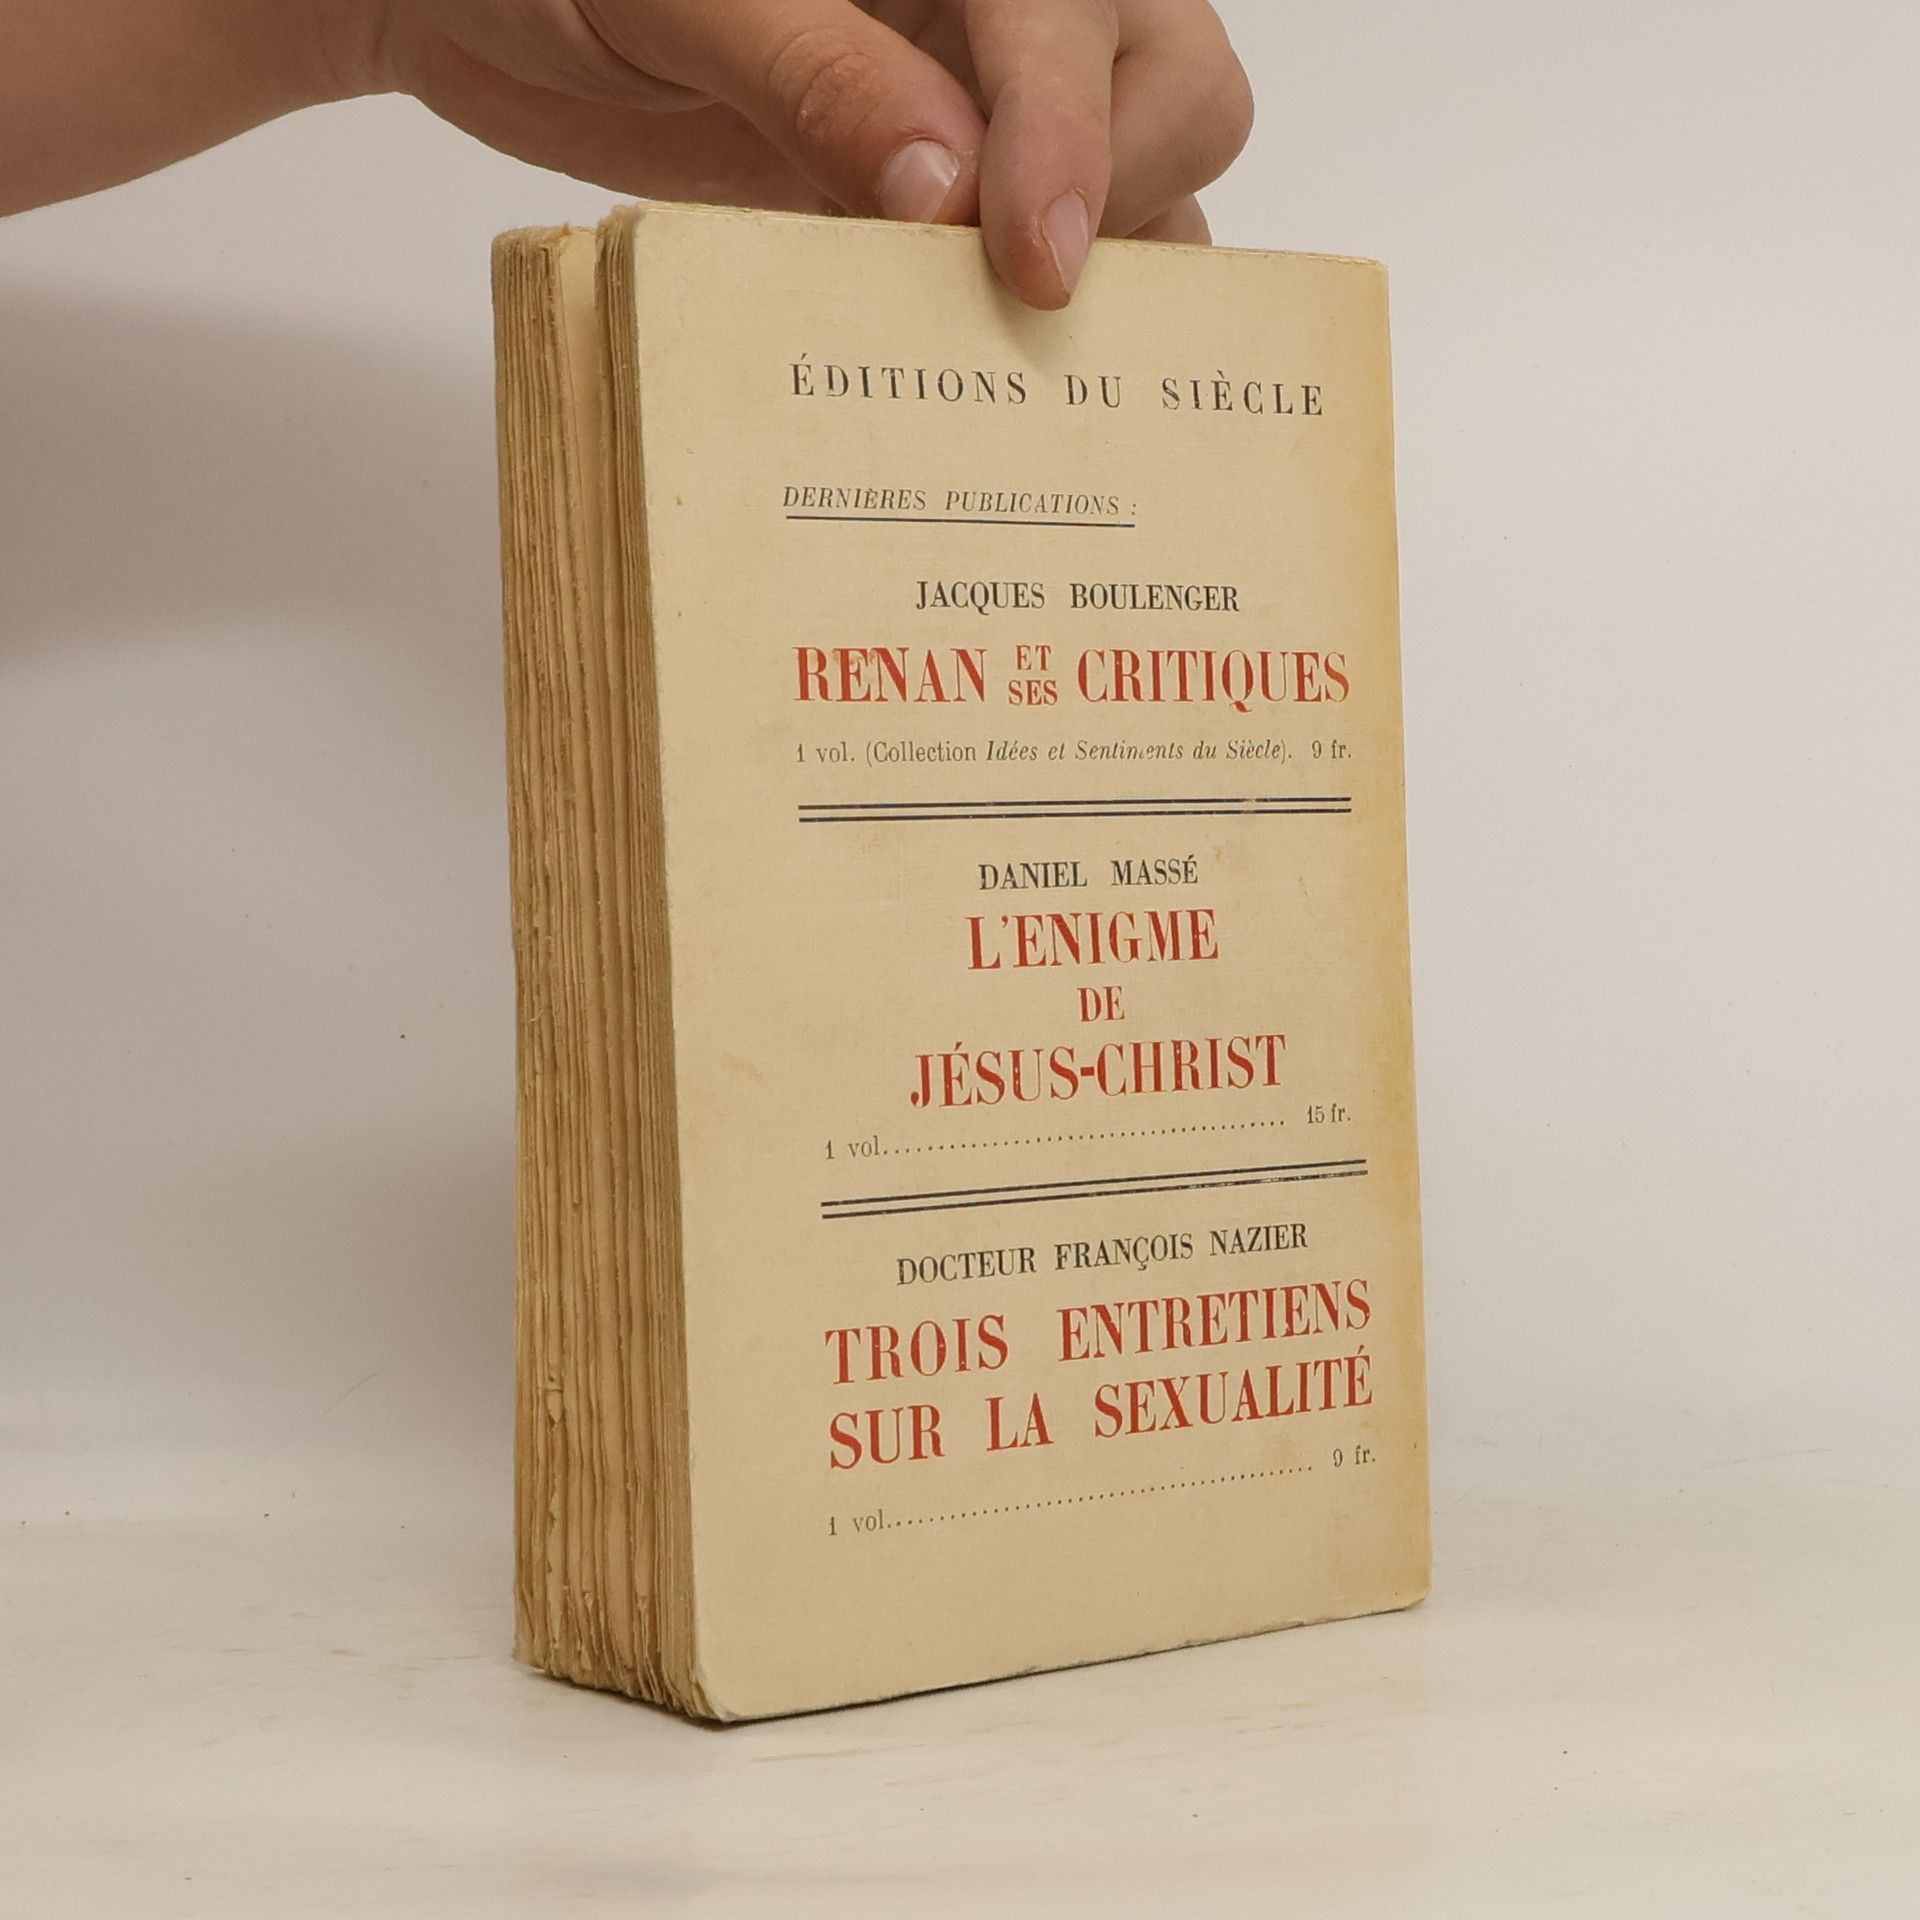 ÉDITIONS DU SIÈCLE
DERNIÈRES PUBLICATIONS :
JACQUES BOULENGER
RENAN ET SES CRITIQUES
1 vol. (Collection Idées et Sentiments du Siècle). 9 fr.
DANIEL MASSÉ
L'ENIGME
DE
JÉSUS-CHRIST
1 vol........................................ 15 fr.
DOCTEUR FRANÇOIS NAZIER
TROIS ENTRETIENS
SUR LA SEXUALITÉ
1 vol........................................ 9 fr.